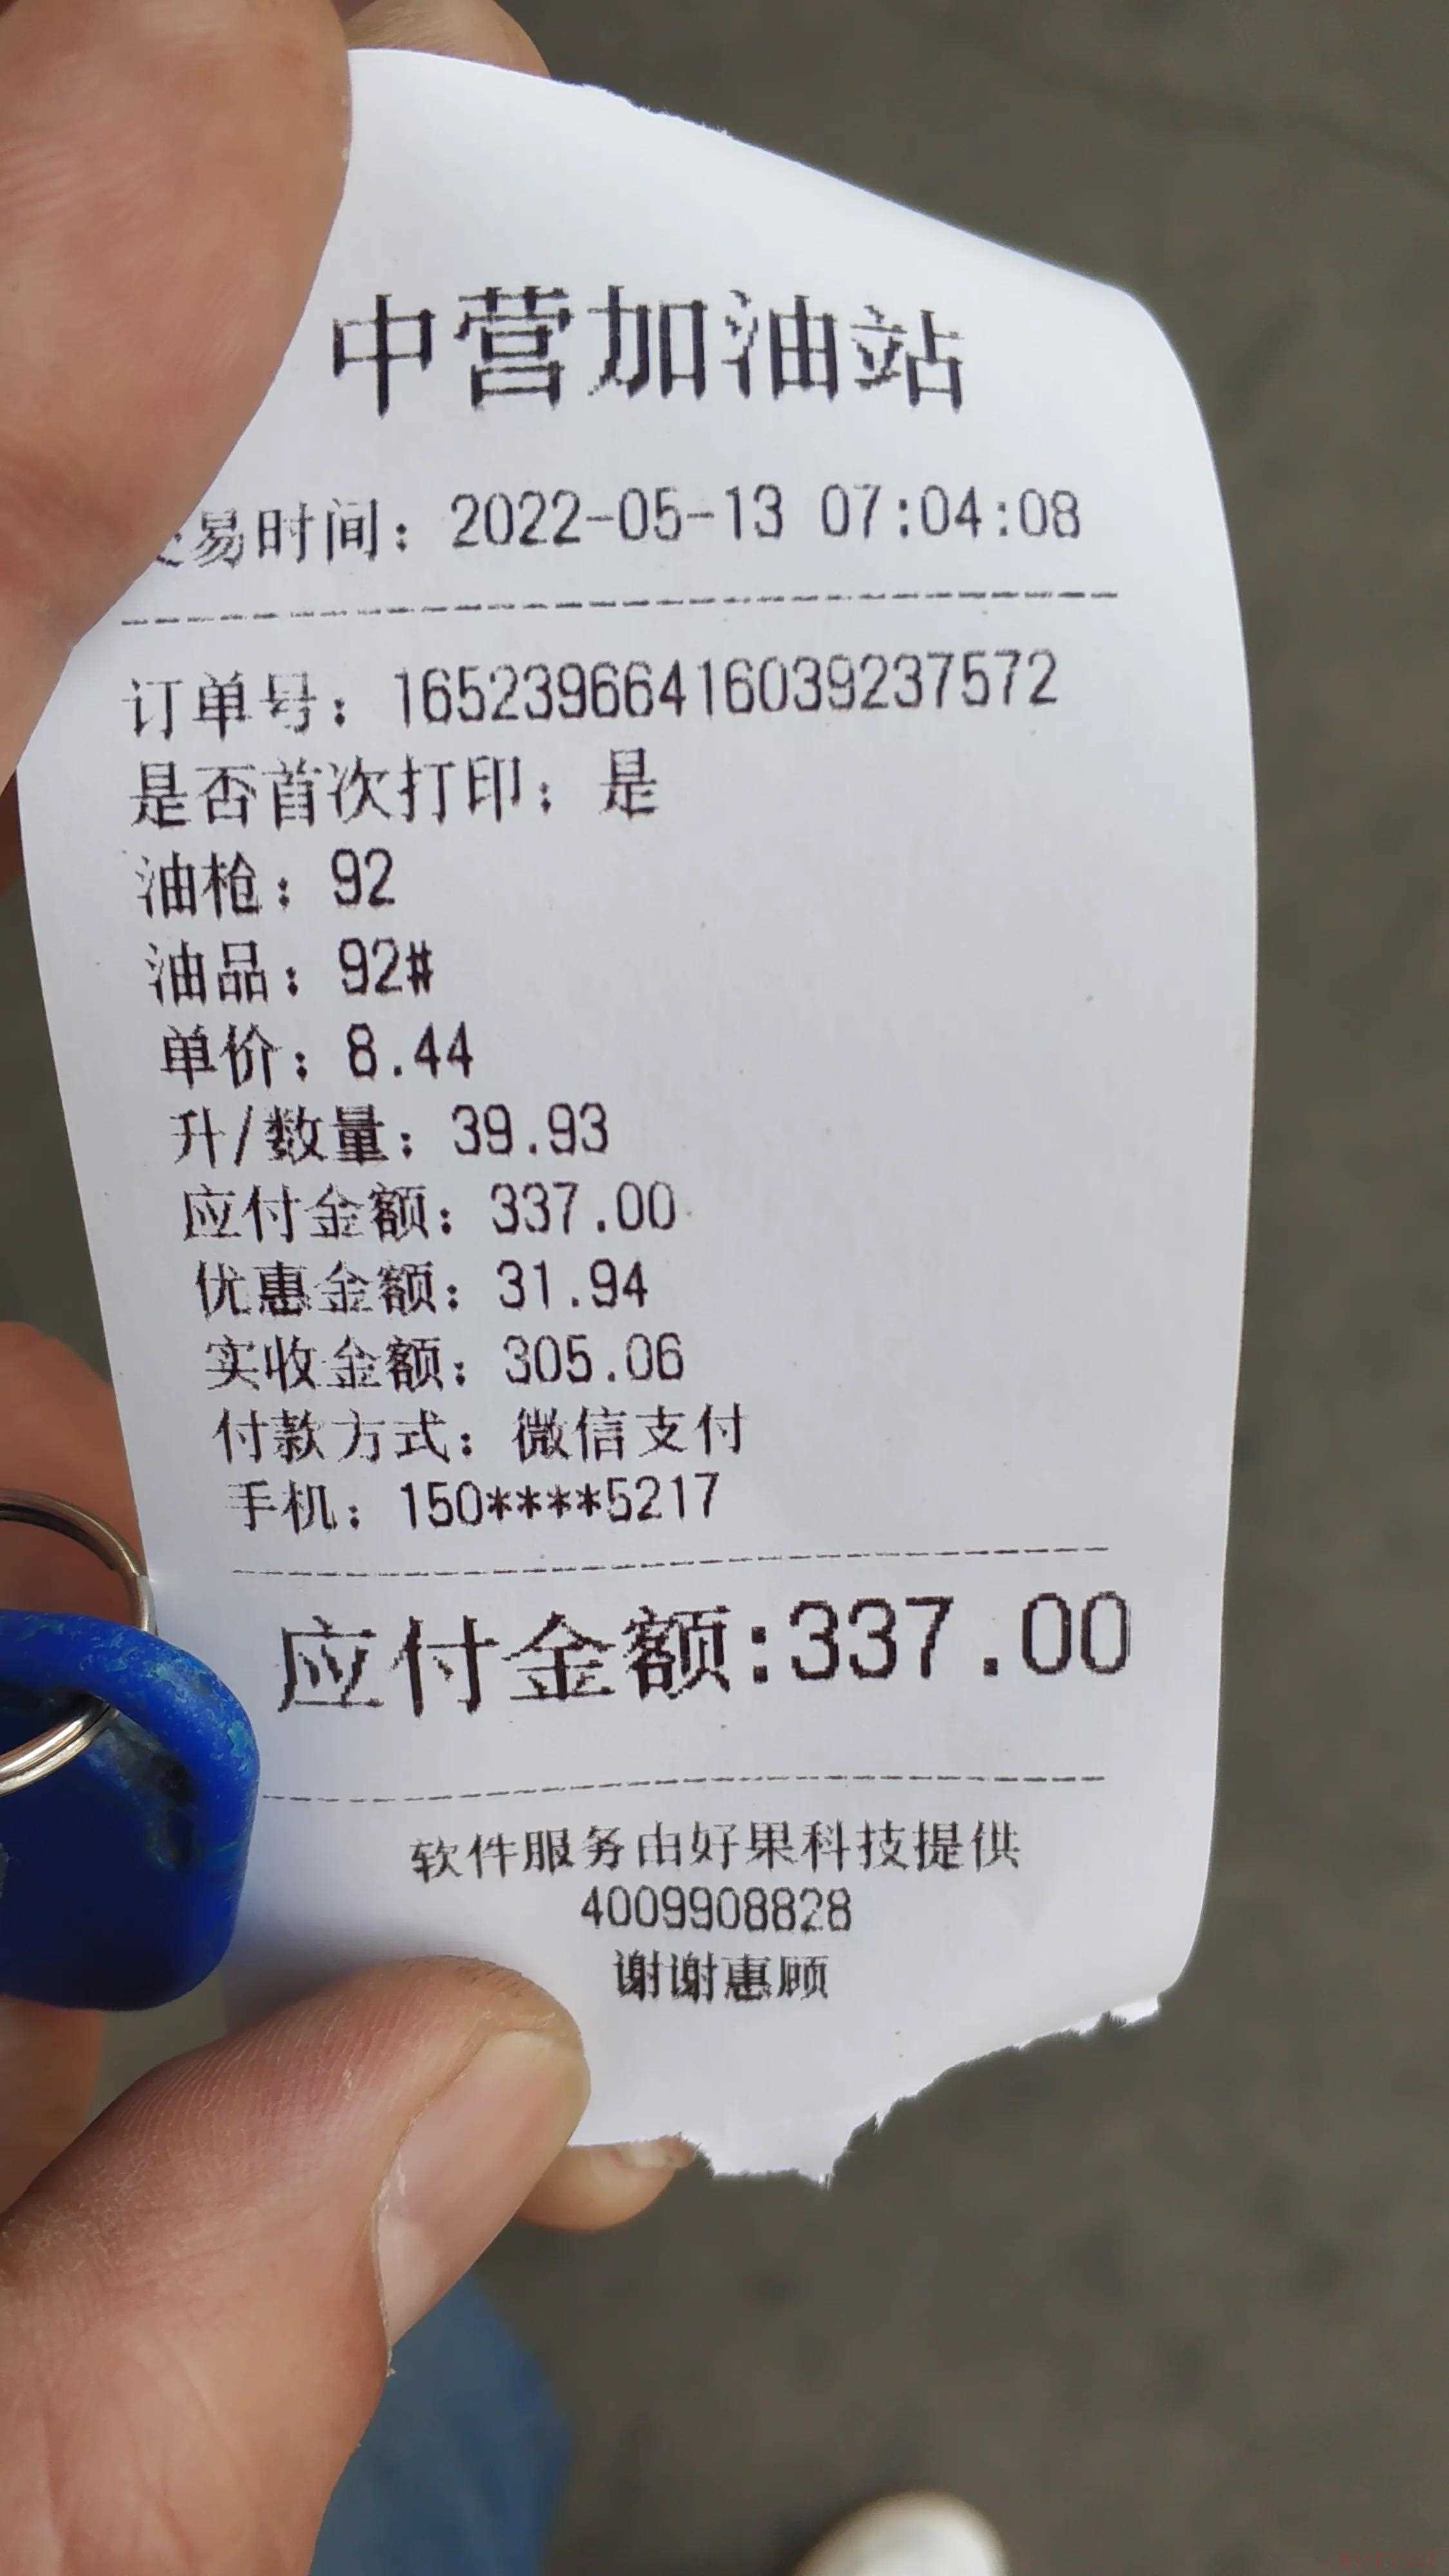 中营加油站
易时间：2022-05-13 07:04:08
订单号：16523966416039237572
是否首次打印：是
油枪：92
油品：92#
单价：8.44
升/数量：39.93
应付金额：337.00
优惠金额：31.94
实收金额：305.06
付款方式：微信支付
手机：150****5217
应付金额:337.00
软件服务由好果科技提供
4009908828
谢谢惠顾